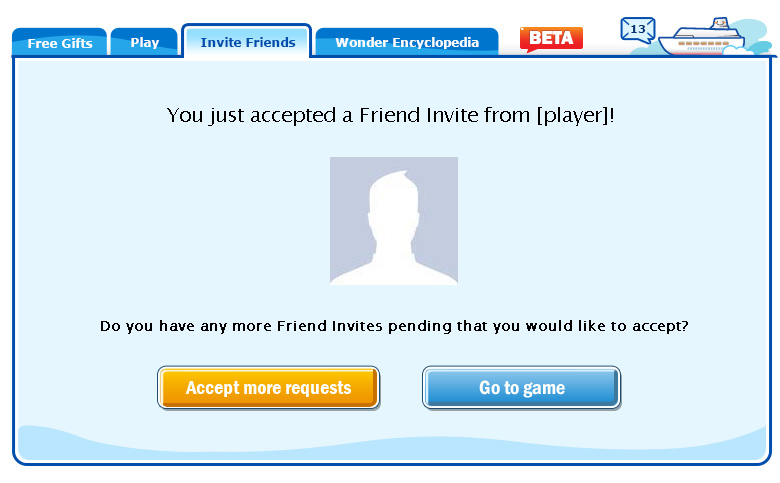 Free Gifts
Play
Invite Friends
Wonder Encyclopedia
BETA
13
You just accepted a Friend Invite from [player]!
Do you have any more Friend Invites pending that you would like to accept?
Accept more requests
Go to game